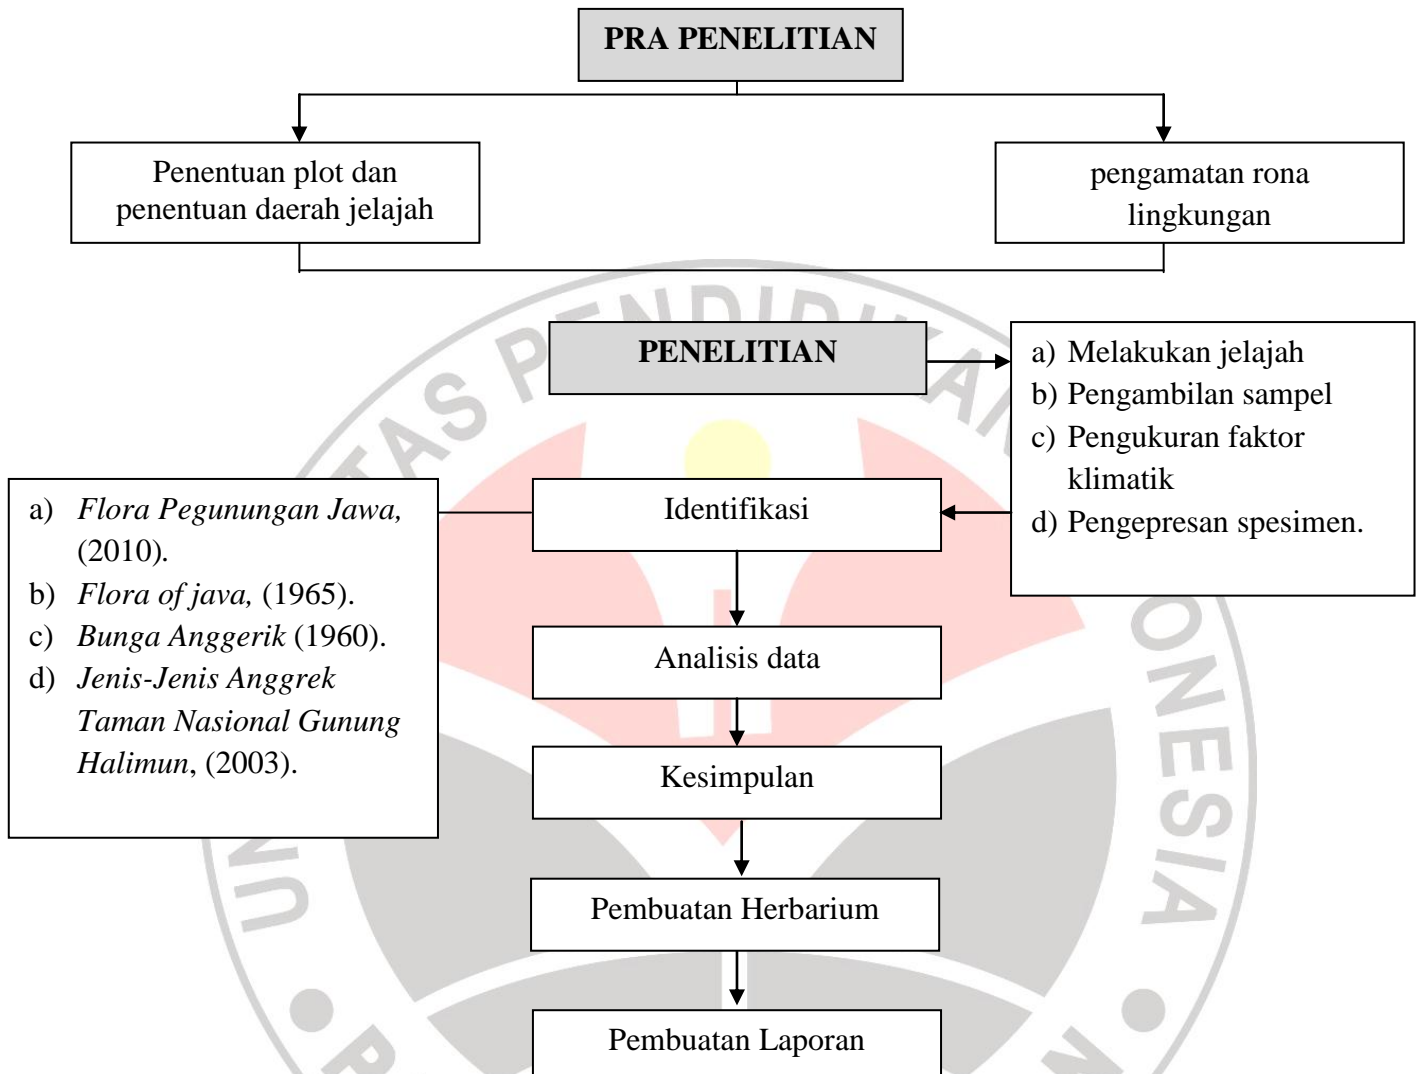 PRA PENELITIAN
Penentuan plot dan
penentuan daerah jelajah
pengamatan rona
lingkungan
PENELITIAN
a) Melakukan jelajah
b) Pengambilan sampel
c) Pengukuran faktor
klimatik
d) Pengepresan spesimen.
Identifikasi
a) Flora Pegunungan Jawa,
(2010).
b) Flora of java, (1965).
c) Bunga Anggerik (1960).
d) Jenis-Jenis Anggrek
Taman Nasional Gunung
Halimun, (2003).
Analisis data
Kesimpulan
Pembuatan Herbarium
Pembuatan Laporan